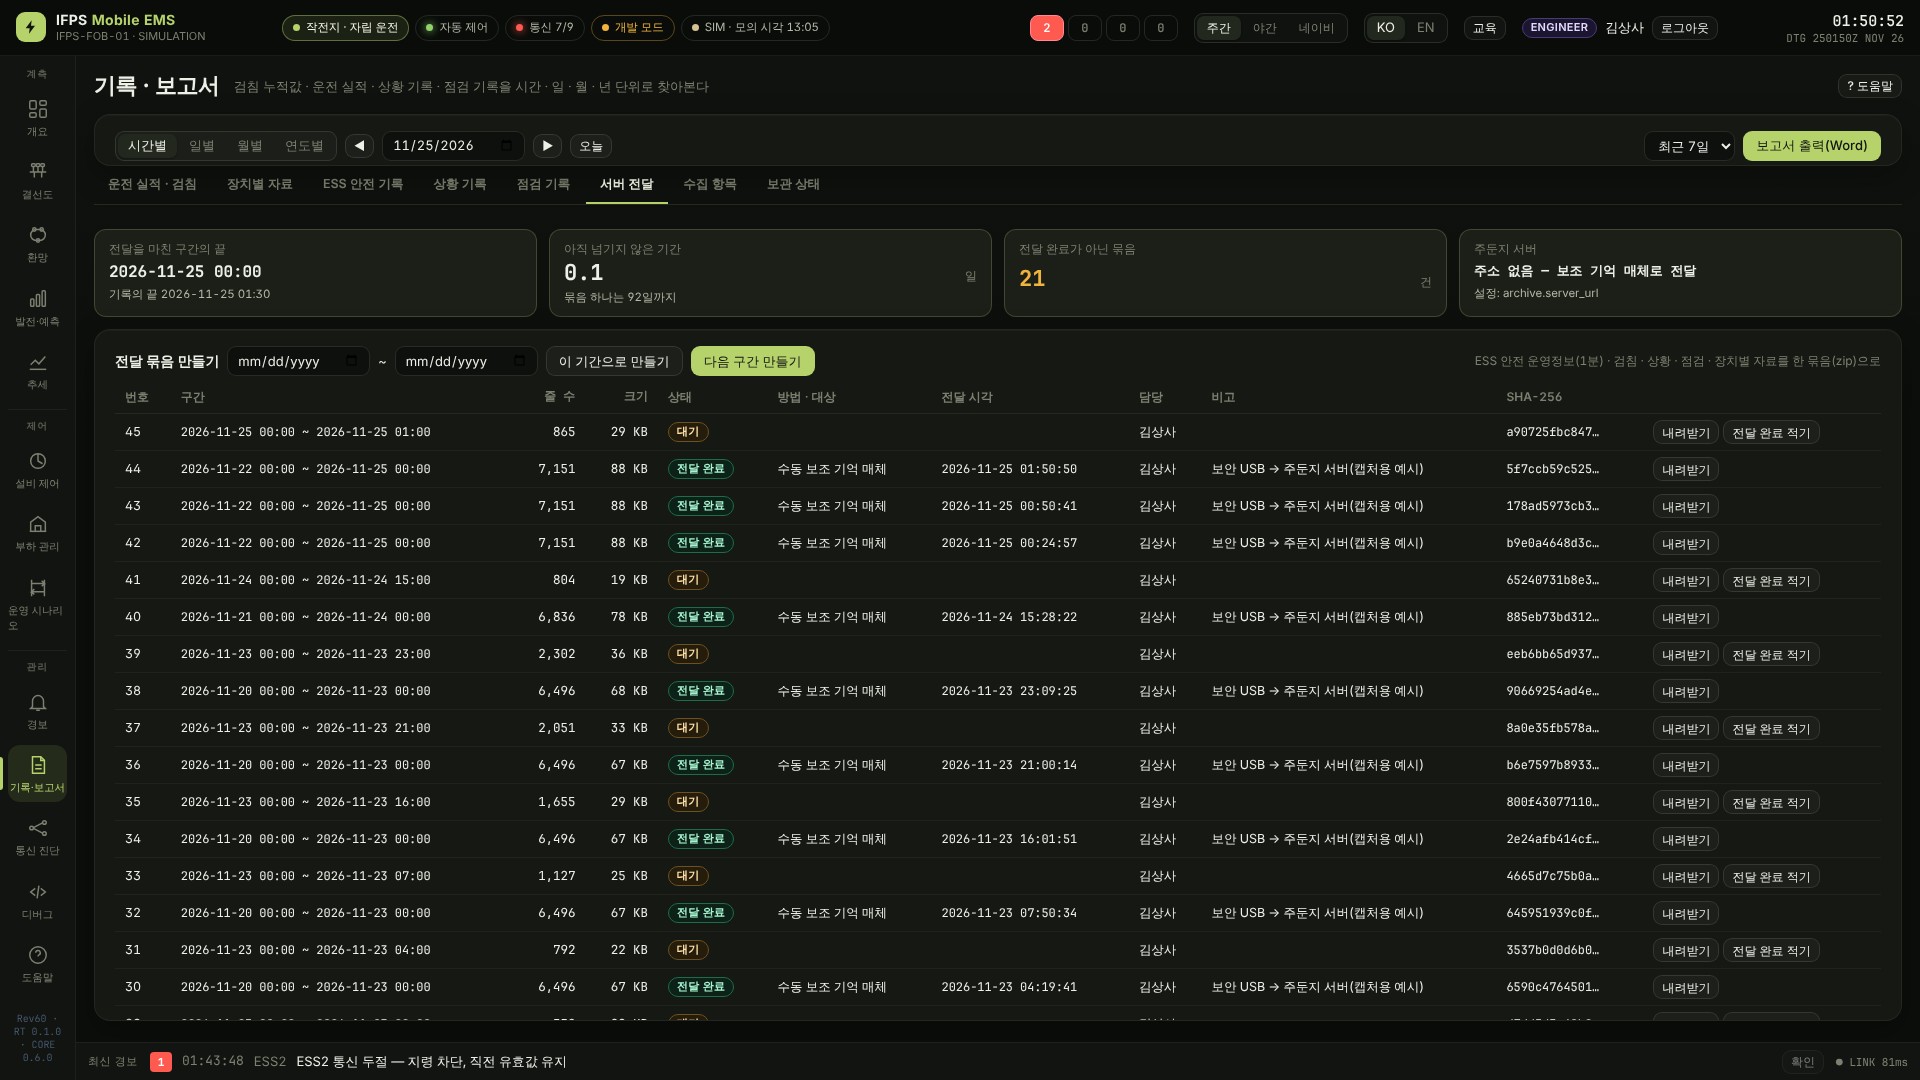 IFPS Mobile EMS
IFPS-FOB-01 · SIMULATION
작전지 · 자립 운전
자동 제어
통신 7/9
개발 모드
SIM · 모의 시각 13:05
2 0 0 0
주간 야간 네이비
KO EN
교육
ENGINEER 김상사 로그아웃
01:50:52
DTG 250150Z NOV 26
계측
개요
결선도
환망
발전·예측
추세
제어
설비 제어
부하 관리
운영 시나리오
관리
경보
기록·보고서
통신 진단
디버그
도움말
Rev60 ·
RT 0.1.0
· CORE
0.6.0
기록 · 보고서 검침 누적값 · 운전 실적 · 상황 기록 · 점검 기록을 시간 · 일 · 월 · 년 단위로 찾아본다
? 도움말
시간별 일별 월별 연도별 ◀ 11/25/2026 ▶ 오늘
최근 7일 보고서 출력(Word)
운전 실적 · 검침 장치별 자료 ESS 안전 기록 상황 기록 점검 기록 서버 전달 수집 항목 보관 상태
전달을 마친 구간의 끝
2026-11-25 00:00
기록의 끝 2026-11-25 01:30
아직 넘기지 않은 기간
0.1 일
묶음 하나는 92일까지
전달 완료가 아닌 묶음
21 건
주둔지 서버
주소 없음 — 보조 기억 매체로 전달
설정: archive.server_url
전달 묶음 만들기 mm/dd/yyyy ~ mm/dd/yyyy 이 기간으로 만들기 다음 구간 만들기
ESS 안전 운영정보(1분) · 검침 · 상황 · 점검 · 장치별 자료를 한 묶음(zip)으로
번호 구간 줄 수 크기 상태 방법 · 대상 전달 시각 담당 비고 SHA-256
45 2026-11-25 00:00 ~ 2026-11-25 01:00 865 29 KB 대기 김상사 a90725fbc847… 내려받기 전달 완료 적기
44 2026-11-22 00:00 ~ 2026-11-25 00:00 7,151 88 KB 전달 완료 수동 보조 기억 매체 2026-11-25 01:50:50 김상사 보안 USB → 주둔지 서버(캡처용 예시) 5f7ccb59c525… 내려받기
43 2026-11-22 00:00 ~ 2026-11-25 00:00 7,151 88 KB 전달 완료 수동 보조 기억 매체 2026-11-25 00:50:41 김상사 보안 USB → 주둔지 서버(캡처용 예시) 178ad5973cb3… 내려받기
42 2026-11-22 00:00 ~ 2026-11-25 00:00 7,151 88 KB 전달 완료 수동 보조 기억 매체 2026-11-25 00:24:57 김상사 보안 USB → 주둔지 서버(캡처용 예시) b9e0a4648d3c… 내려받기
41 2026-11-24 00:00 ~ 2026-11-24 15:00 804 19 KB 대기 김상사 65240731b8e3… 내려받기 전달 완료 적기
40 2026-11-21 00:00 ~ 2026-11-24 00:00 6,836 78 KB 전달 완료 수동 보조 기억 매체 2026-11-24 15:28:22 김상사 보안 USB → 주둔지 서버(캡처용 예시) 885eb73bd312… 내려받기
39 2026-11-23 00:00 ~ 2026-11-23 23:00 2,302 36 KB 대기 김상사 eeb6bb65d937… 내려받기 전달 완료 적기
38 2026-11-20 00:00 ~ 2026-11-23 00:00 6,496 68 KB 전달 완료 수동 보조 기억 매체 2026-11-23 23:09:25 김상사 보안 USB → 주둔지 서버(캡처용 예시) 90669254ad4e… 내려받기
37 2026-11-23 00:00 ~ 2026-11-23 21:00 2,051 33 KB 대기 김상사 8a0e35fb578a… 내려받기 전달 완료 적기
36 2026-11-20 00:00 ~ 2026-11-23 00:00 6,496 67 KB 전달 완료 수동 보조 기억 매체 2026-11-23 21:00:14 김상사 보안 USB → 주둔지 서버(캡처용 예시) b6e7597b8933… 내려받기
35 2026-11-23 00:00 ~ 2026-11-23 16:00 1,655 29 KB 대기 김상사 800f43077110… 내려받기 전달 완료 적기
34 2026-11-20 00:00 ~ 2026-11-23 00:00 6,496 67 KB 전달 완료 수동 보조 기억 매체 2026-11-23 16:01:51 김상사 보안 USB → 주둔지 서버(캡처용 예시) 2e24afb414cf… 내려받기
33 2026-11-23 00:00 ~ 2026-11-23 07:00 1,127 25 KB 대기 김상사 4665d7c75b0a… 내려받기 전달 완료 적기
32 2026-11-20 00:00 ~ 2026-11-23 00:00 6,496 67 KB 전달 완료 수동 보조 기억 매체 2026-11-23 07:50:34 김상사 보안 USB → 주둔지 서버(캡처용 예시) 645951939c0f… 내려받기
31 2026-11-23 00:00 ~ 2026-11-23 04:00 792 22 KB 대기 김상사 3537b0d0d6b0… 내려받기 전달 완료 적기
30 2026-11-20 00:00 ~ 2026-11-23 00:00 6,496 67 KB 전달 완료 수동 보조 기억 매체 2026-11-23 04:19:41 김상사 보안 USB → 주둔지 서버(캡처용 예시) 6590c4764501… 내려받기
최신 경보 1 01:43:48 ESS2 ESS2 통신 두절 — 지령 차단, 직전 유효값 유지
확인 LINK 81ms